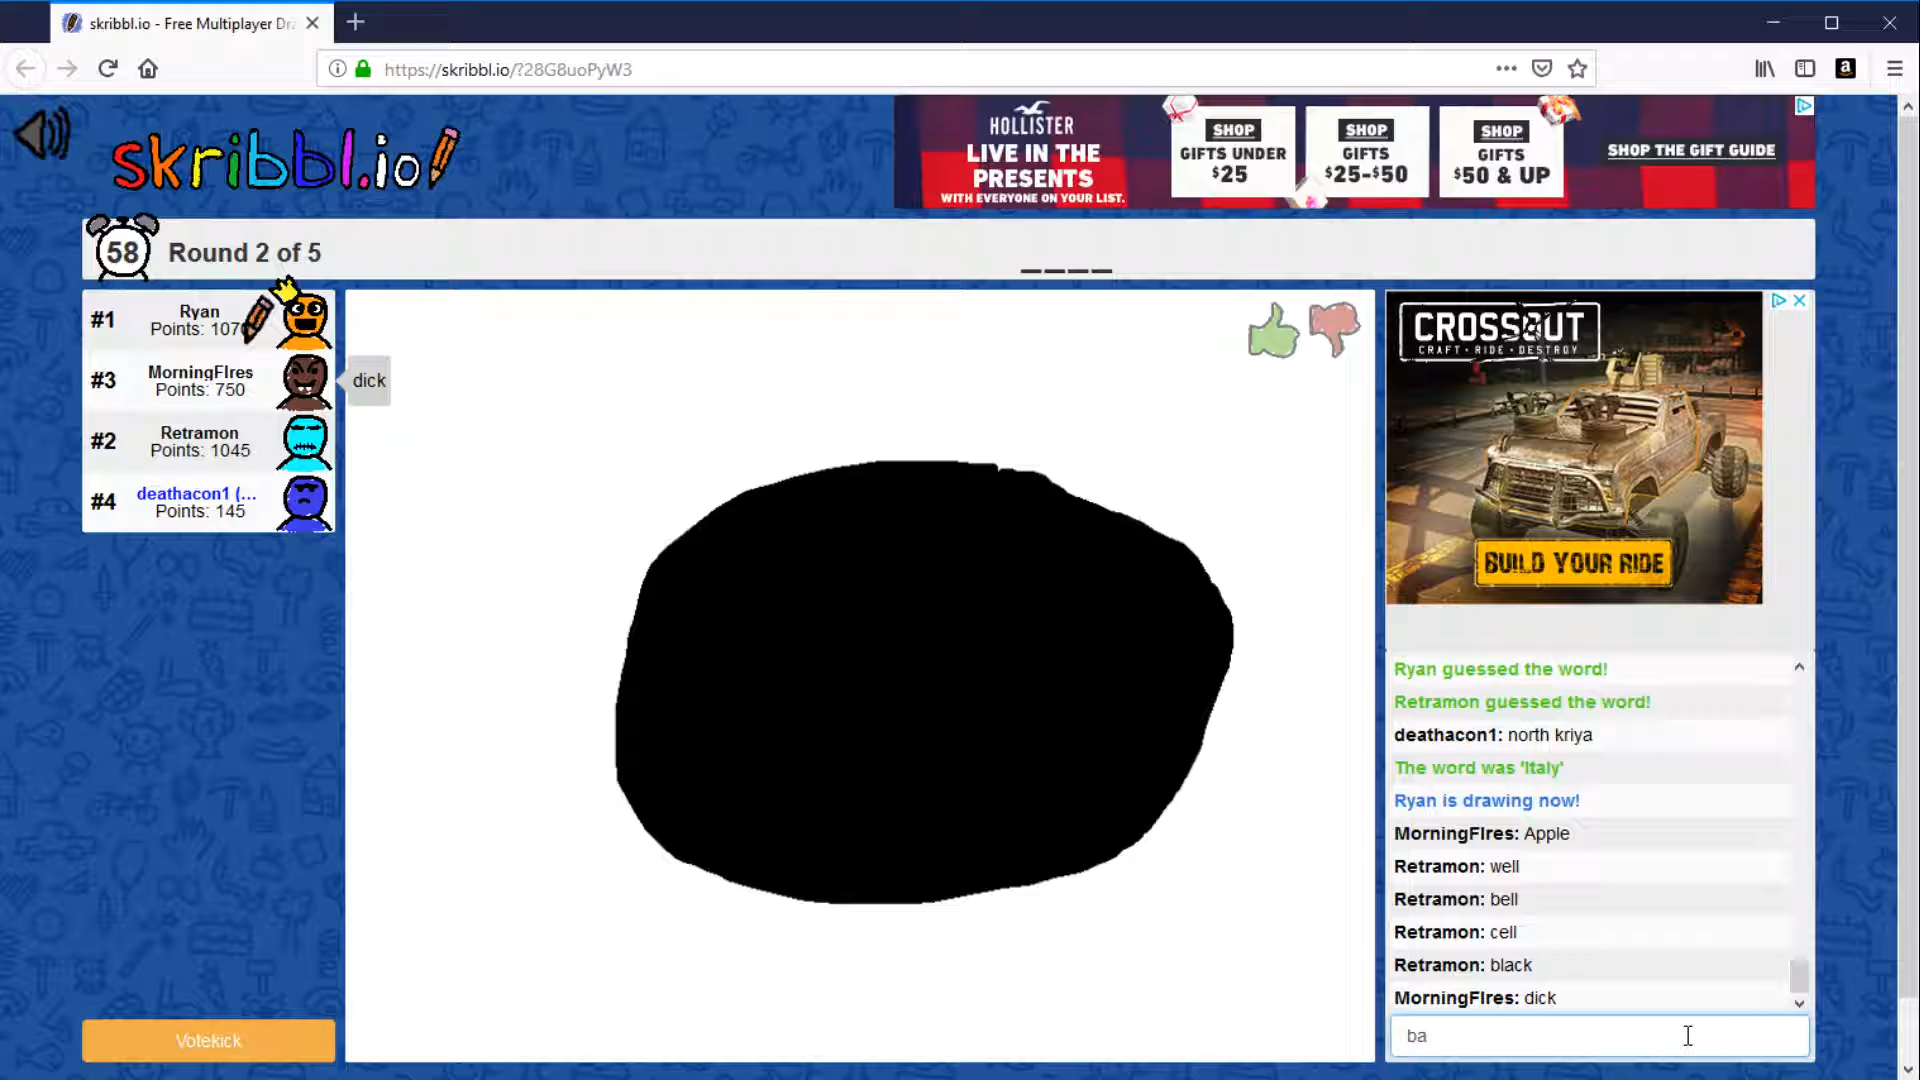 skribbl.io - Free Multiplayer Dr
https://skribbl.io/?28G8uoPyW3
skribbl.io
HOLLISTER
LIVE IN THE
PRESENTS
WITH EVERYONE ON YOUR LIST.
SHOP
GIFTS UNDER
$25
SHOP
GIFTS
$25-$50
SHOP
GIFTS
$50 & UP
SHOP THE GIFT GUIDE
58
Round 2 of 5
_ _ _ _
#1
Ryan
Points: 107
#3
MorningFIres
Points: 750
dick
#2
Retramon
Points: 1045
#4
deathacon1 (...
Points: 145
CROSSOUT
CRAFT · RIDE · DESTROY
BUILD YOUR RIDE
Ryan guessed the word!
Retramon guessed the word!
deathacon1: north kriya
The word was 'Italy'
Ryan is drawing now!
MorningFIres: Apple
Retramon: well
Retramon: bell
Retramon: cell
Retramon: black
MorningFIres: dick
ba
Votekick